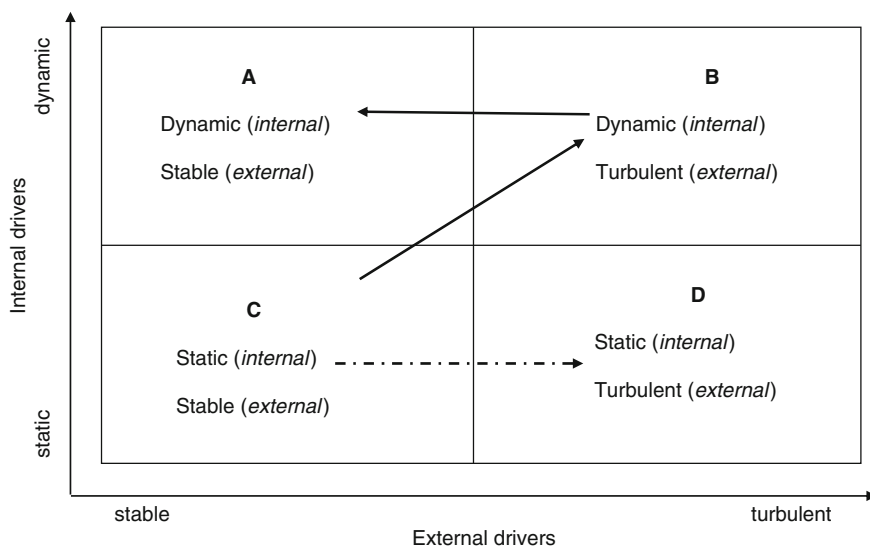 dynamic
Internal drivers
static
A
Dynamic (internal)
Stable (external)
B
Dynamic (internal)
Turbulent (external)
C
Static (internal)
Stable (external)
D
Static (internal)
Turbulent (external)
stable
turbulent
External drivers